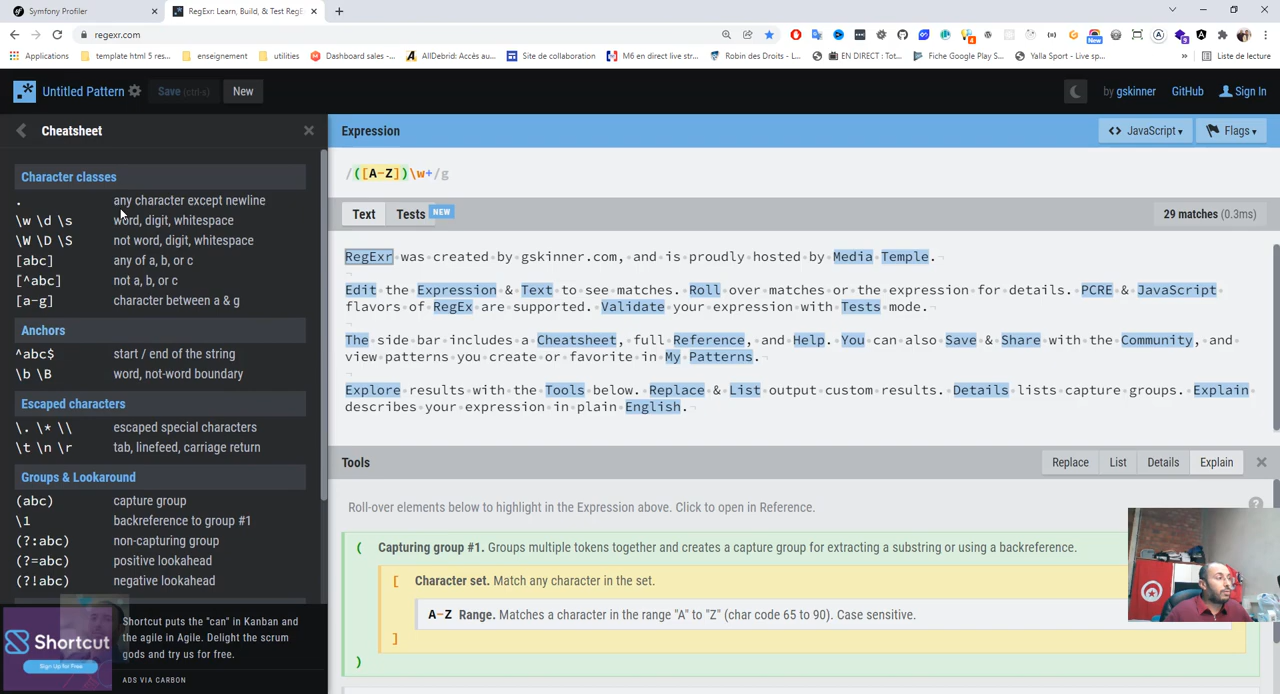 Symfony Profiler
RegExr: Learn, Build, & Test RegE
regexr.com
Applications
template html 5 res...
enseignement
utilities
Dashboard sales -...
AllDebrid: Accès au...
Site de collaboration
M6 en direct live str...
Robin des Droits - L...
EN DIRECT : Tot...
Fiche Google Play S...
Yalla Sport - Live sp...
»
Liste de lecture
Untitled Pattern
Save (ctrl-s)
New
by gskinner
GitHub
Sign In
Cheatsheet
Character classes
. any character except newline
\w \d \s word, digit, whitespace
\W \D \S not word, digit, whitespace
[abc] any of a, b, or c
[^abc] not a, b, or c
[a-g] character between a & g
Anchors
^abc$ start / end of the string
\b \B word, not-word boundary
Escaped characters
\. \* \\ escaped special characters
\t \n \r tab, linefeed, carriage return
Groups & Lookaround
(abc) capture group
\1 backreference to group #1
(?:abc) non-capturing group
(?=abc) positive lookahead
(?!abc) negative lookahead
Shortcut
Sign Up for Free
Shortcut puts the "can" in Kanban and
the agile in Agile. Delight the scrum
gods and try us for free.
ADS VIA CARBON
Expression
JavaScript
Flags
/([A-Z])\w+/g
Text
Tests NEW
29 matches (0.3ms)
RegExr was created by gskinner.com, and is proudly hosted by Media Temple.
Edit the Expression & Text to see matches. Roll over matches or the expression for details. PCRE & JavaScript
flavors of RegEx are supported. Validate your expression with Tests mode.
The side bar includes a Cheatsheet, full Reference, and Help. You can also Save & Share with the Community, and
view patterns you create or favorite in My Patterns.
Explore results with the Tools below. Replace & List output custom results. Details lists capture groups. Explain
describes your expression in plain English.
Tools
Replace
List
Details
Explain
Roll-over elements below to highlight in the Expression above. Click to open in Reference.
( Capturing group #1. Groups multiple tokens together and creates a capture group for extracting a substring or using a backreference.
[ Character set. Match any character in the set.
A-Z Range. Matches a character in the range "A" to "Z" (char code 65 to 90). Case sensitive.
]
)